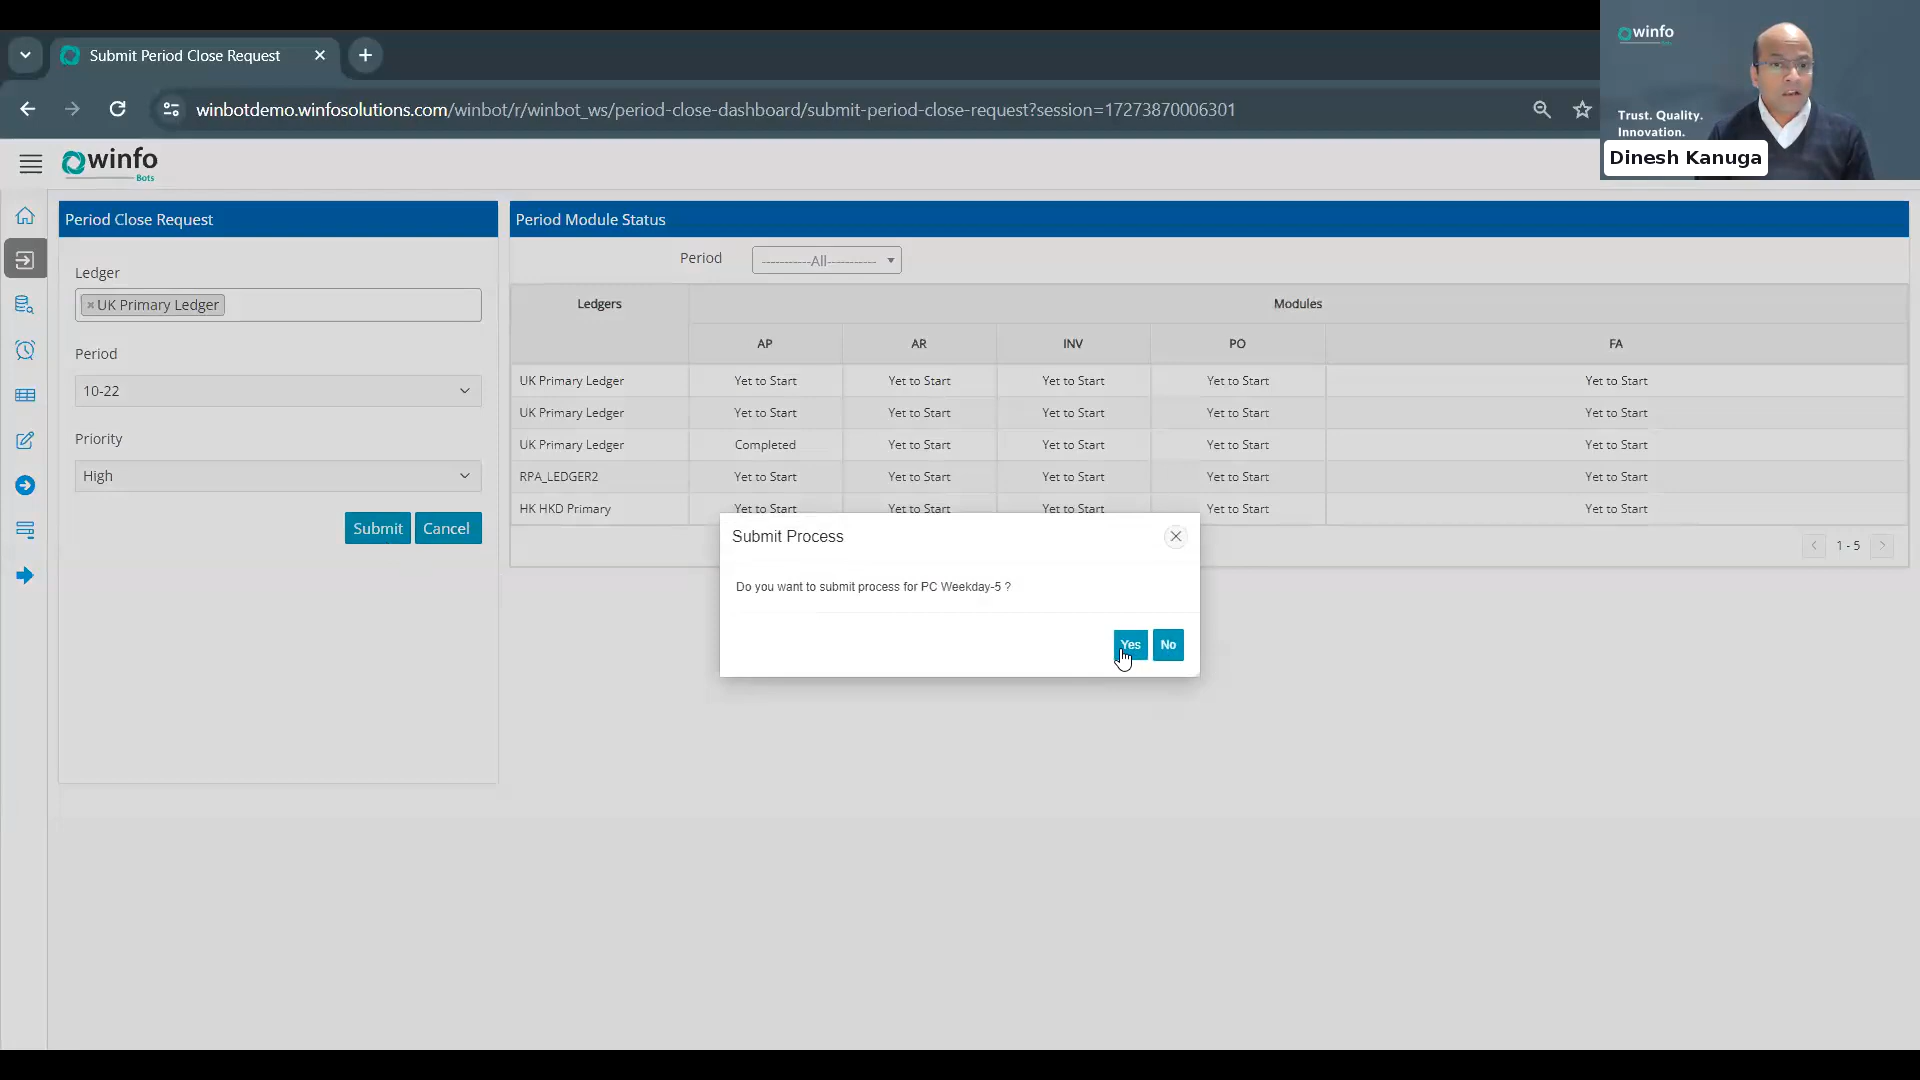 Submit Period Close Request
winbotdemo.winfosolutions.com/winbot/r/winbot_ws/period-close-dashboard/submit-period-close-request?session=17273870006301
winfo
Trust. Quality.
Innovation.
Dinesh Kanuga
winfo
Bots
Period Close Request
Ledger
UK Primary Ledger
Period
10-22
Priority
High
Submit Cancel
Period Module Status
Period -----------All-----------
Ledgers Modules
AP AR INV PO FA
UK Primary Ledger Yet to Start Yet to Start Yet to Start Yet to Start Yet to Start
UK Primary Ledger Yet to Start Yet to Start Yet to Start Yet to Start Yet to Start
UK Primary Ledger Completed Yet to Start Yet to Start Yet to Start Yet to Start
RPA_LEDGER2 Yet to Start Yet to Start Yet to Start Yet to Start Yet to Start
HK HKD Primary Yet to Start Yet to Start Yet to Start Yet to Start Yet to Start
1 - 5
Submit Process
Do you want to submit process for PC Weekday-5 ?
Yes No